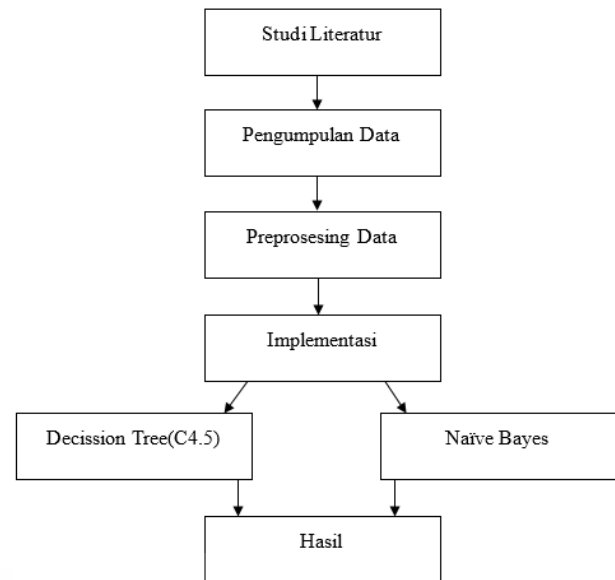 Studi Literatur
Pengumpulan Data
Preprosesing Data
Implementasi
Decission Tree(C4.5)
Naïve Bayes
Hasil